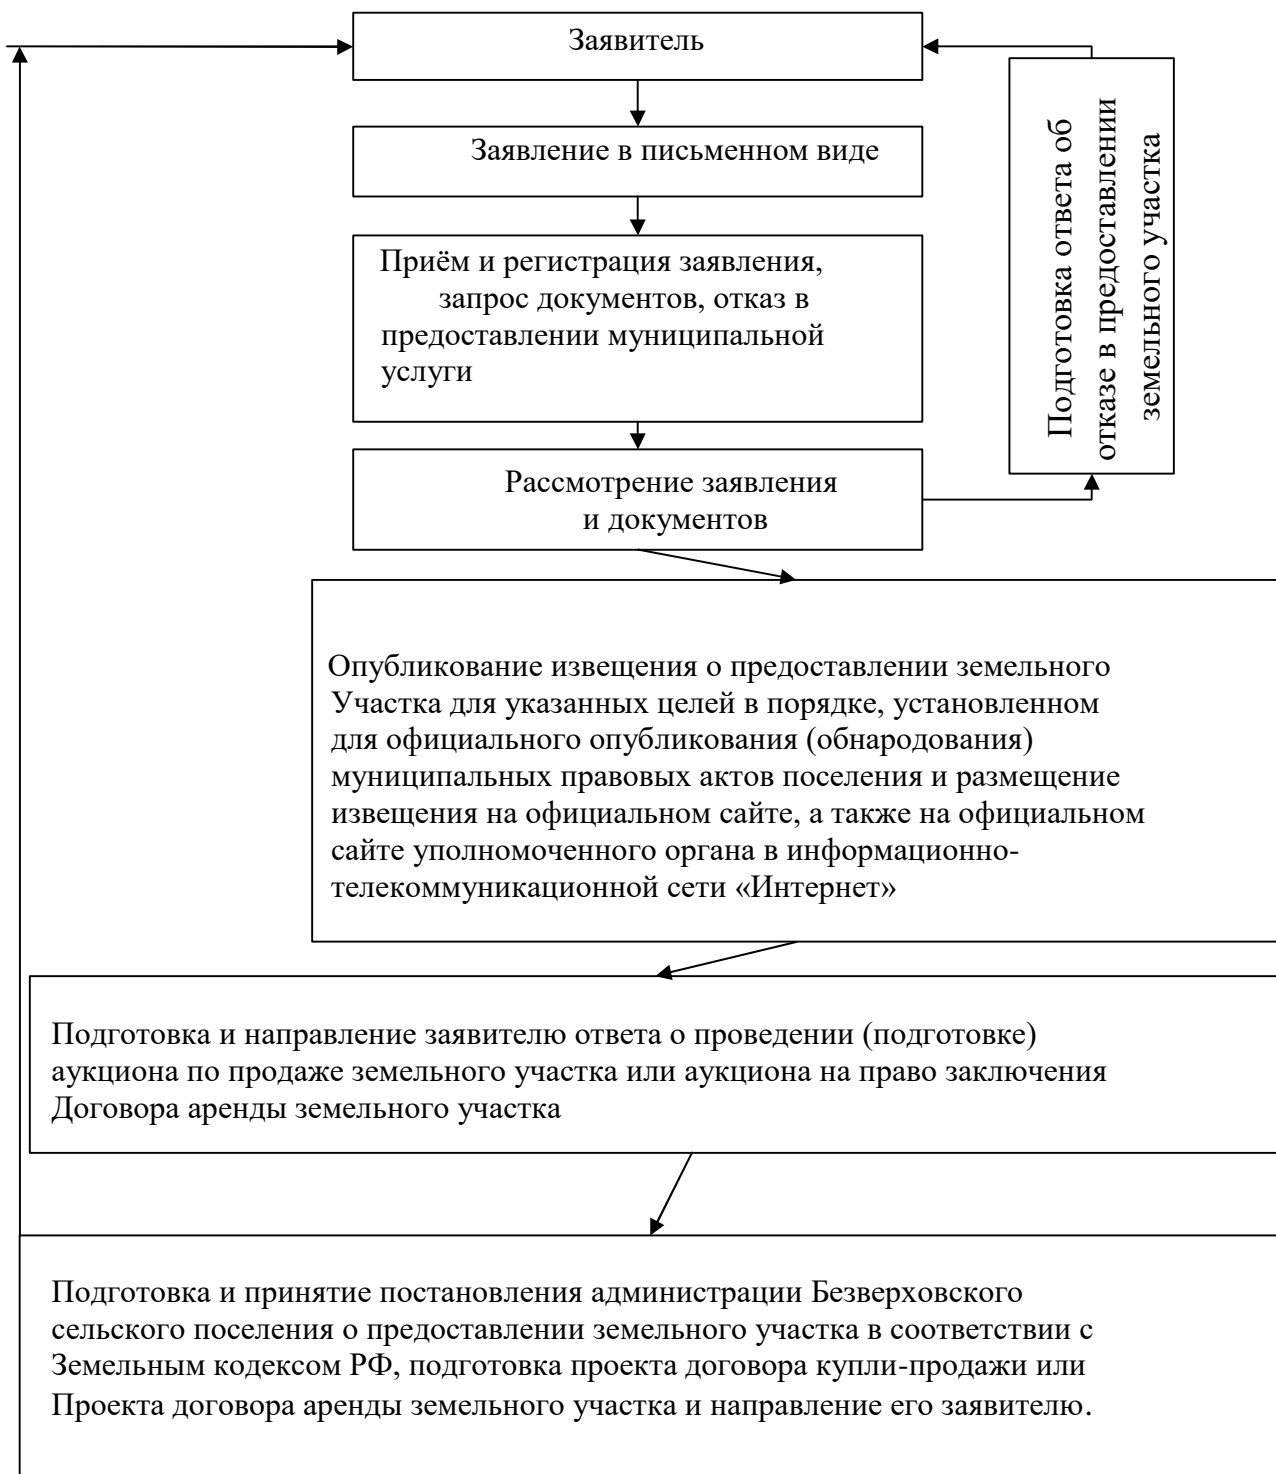 Заявитель
Заявление в письменном виде
Приём и регистрация заявления,
запрос документов, отказ в
предоставлении муниципальной
услуги
Рассмотрение заявления
и документов
Подготовка ответа об
отказе в предоставлении
земельного участка
Опубликование извещения о предоставлении земельного
Участка для указанных целей в порядке, установленном
для официального опубликования (обнародования)
муниципальных правовых актов поселения и размещение
извещения на официальном сайте, а также на официальном
сайте уполномоченного органа в информационно-
телекоммуникационной сети «Интернет»
Подготовка и направление заявителю ответа о проведении (подготовке)
аукциона по продаже земельного участка или аукциона на право заключения
Договора аренды земельного участка
Подготовка и принятие постановления администрации Безверховского
сельского поселения о предоставлении земельного участка в соответствии с
Земельным кодексом РФ, подготовка проекта договора купли-продажи или
Проекта договора аренды земельного участка и направление его заявителю.